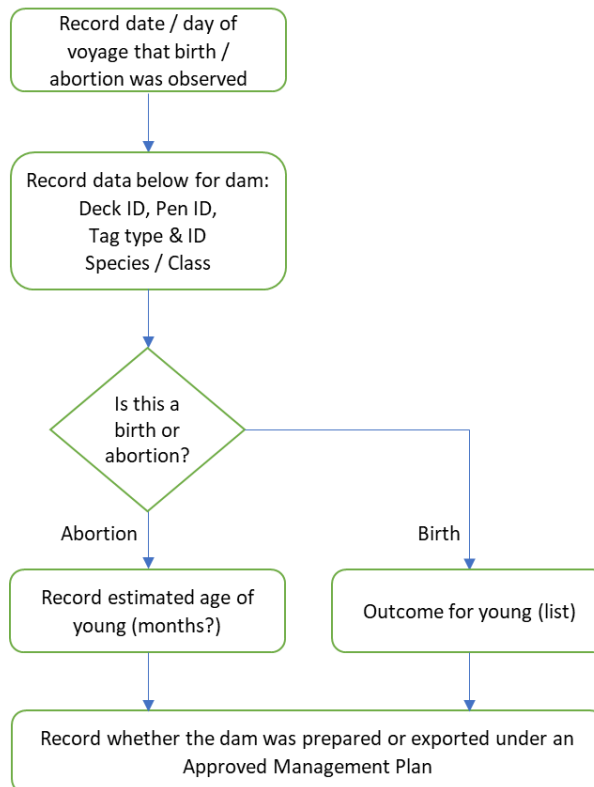 Record date / day of
voyage that birth /
abortion was observed
Record data below for dam:
Deck ID, Pen ID,
Tag type & ID
Species / Class
Is this a
birth or
abortion?
Abortion
Birth
Record estimated age of
young (months?)
Outcome for young (list)
Record whether the dam was prepared or exported under an
Approved Management Plan